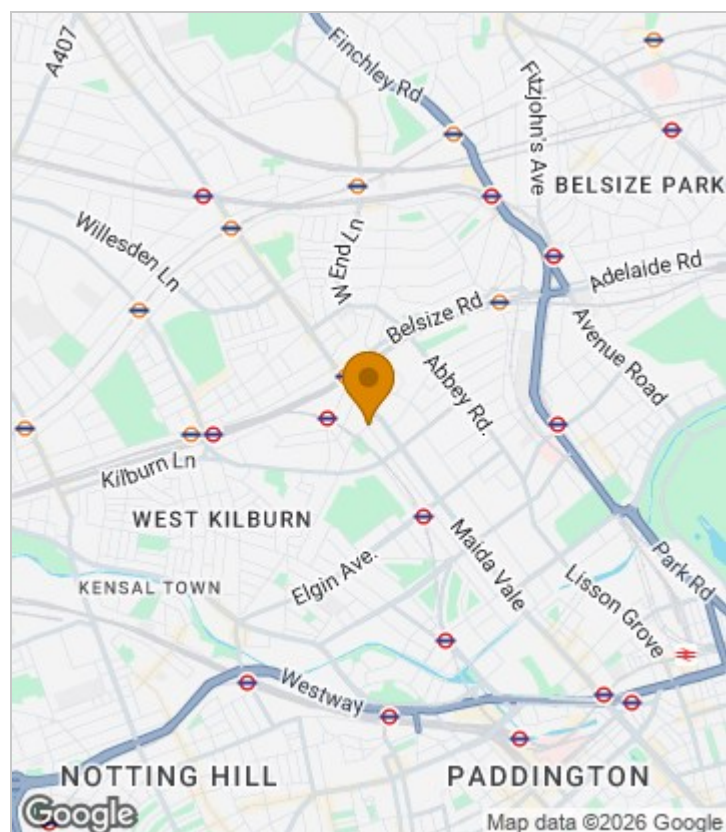 A407
Finchley Rd
Fitzjohn's Ave
BELSIZE PARK
Willesden Ln
W End Ln
Adelaide Rd
Belsize Rd
Avenue Road
Abbey Rd.
Kilburn Ln
WEST KILBURN
Maida Vale
Elgin Ave.
KENSAL TOWN
Lisson Grove
Park Rd
Westway
NOTTING HILL
PADDINGTON
Google
Map data ©2026 Google